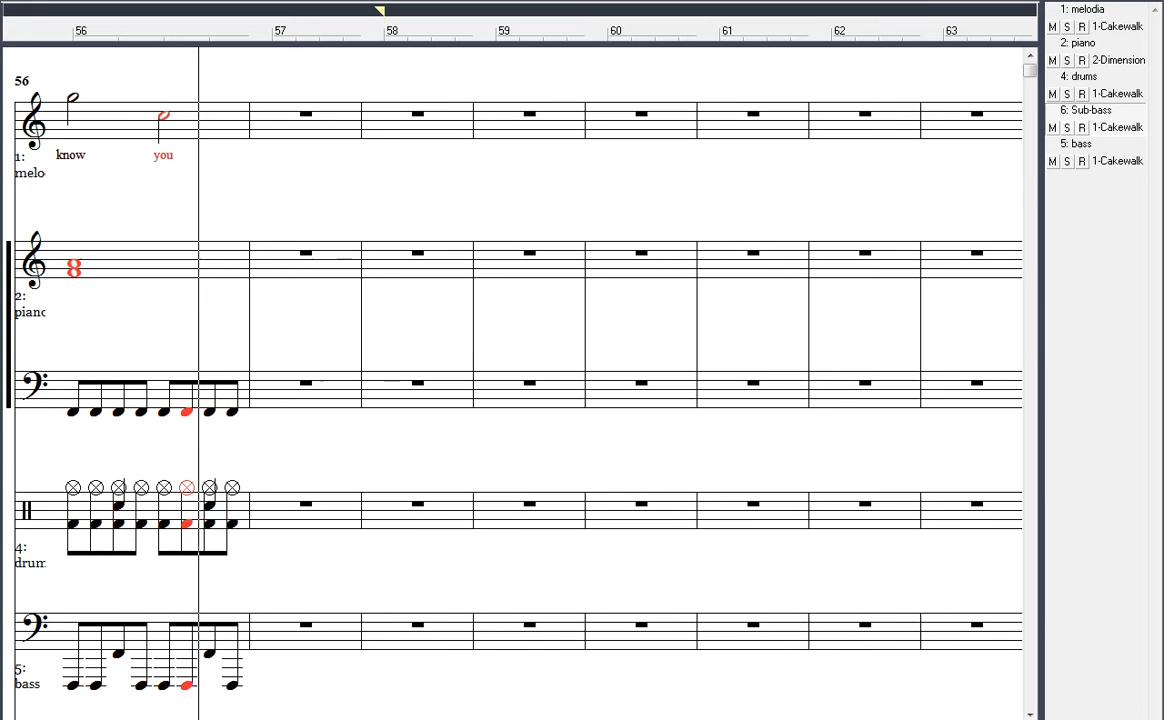 56 57 58 59 60 61 62 63
56
know you
1:
melo
2:
piano
4:
drum
5:
bass
1: melodia
M S R 1-Cakewalk
2: piano
M S R 2-Dimension
4: drums
M S R 1-Cakewalk
6: Sub-bass
M S R 1-Cakewalk
5: bass
M S R 1-Cakewalk